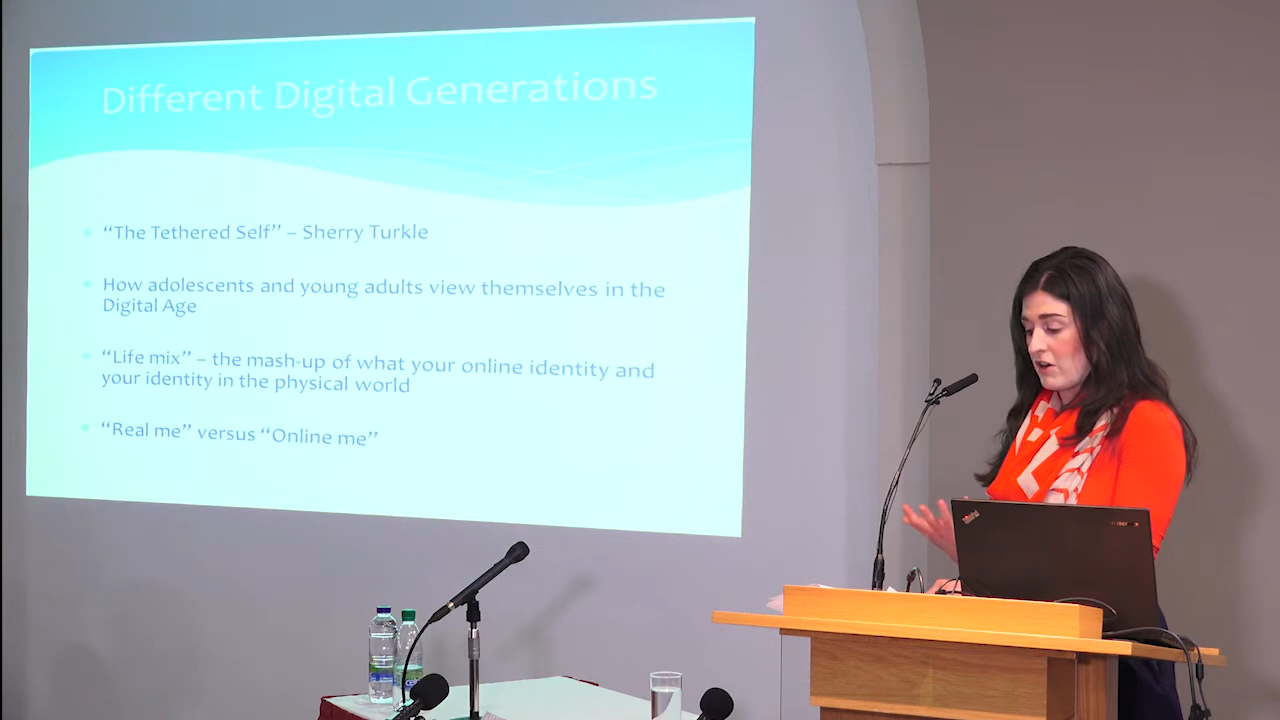 Different Digital Generations
“The Tethered Self” – Sherry Turkle
How adolescents and young adults view themselves in the
Digital Age
“Life mix” – the mash-up of what your online identity and
your identity in the physical world
“Real me” versus “Online me”
ThinkPad